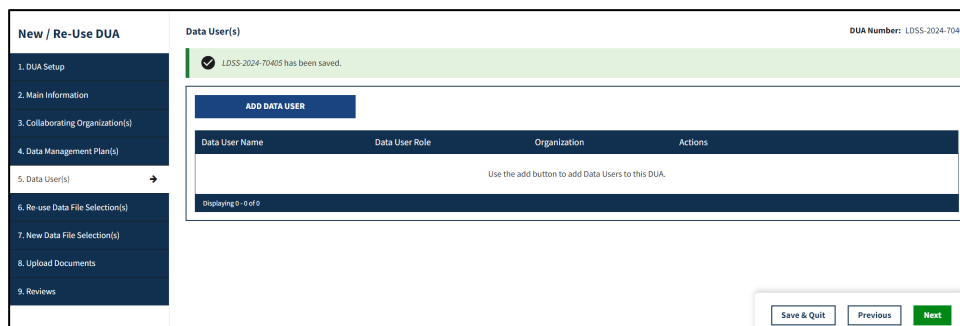 New / Re-Use DUA
1. DUA Setup
2. Main Information
3. Collaborating Organization(s)
4. Data Management Plan(s)
5. Data User(s)
6. Re-use Data File Selection(s)
7. New Data File Selection(s)
8. Upload Documents
9. Reviews
Data User(s)
DUA Number: LDSS-2024-704
LDSS-2024-70405 has been saved.
ADD DATA USER
Data User Name Data User Role Organization Actions
Use the add button to add Data Users to this DUA.
Displaying 0 - 0 of 0
Save & Quit Previous Next